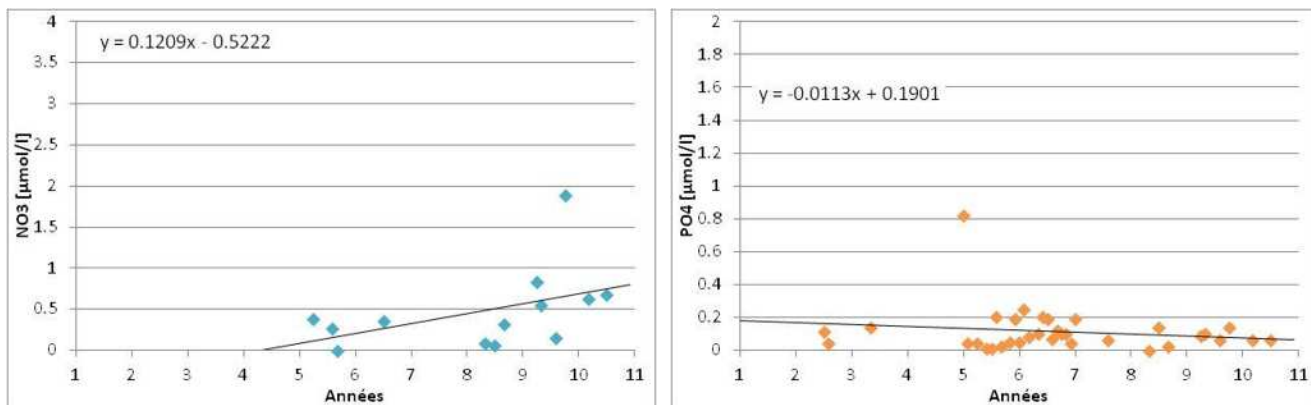 y = 0.1209x - 0.5222
NO3 [µmol/l]
4
3.5
3
2.5
2
1.5
1
0.5
0
1 2 3 4 5 6 7 8 9 10 11
Années
y = -0.0113x + 0.1901
PO4 [µmol/l]
2
1.8
1.6
1.4
1.2
1
0.8
0.6
0.4
0.2
0
1 2 3 4 5 6 7 8 9 10 11
Années